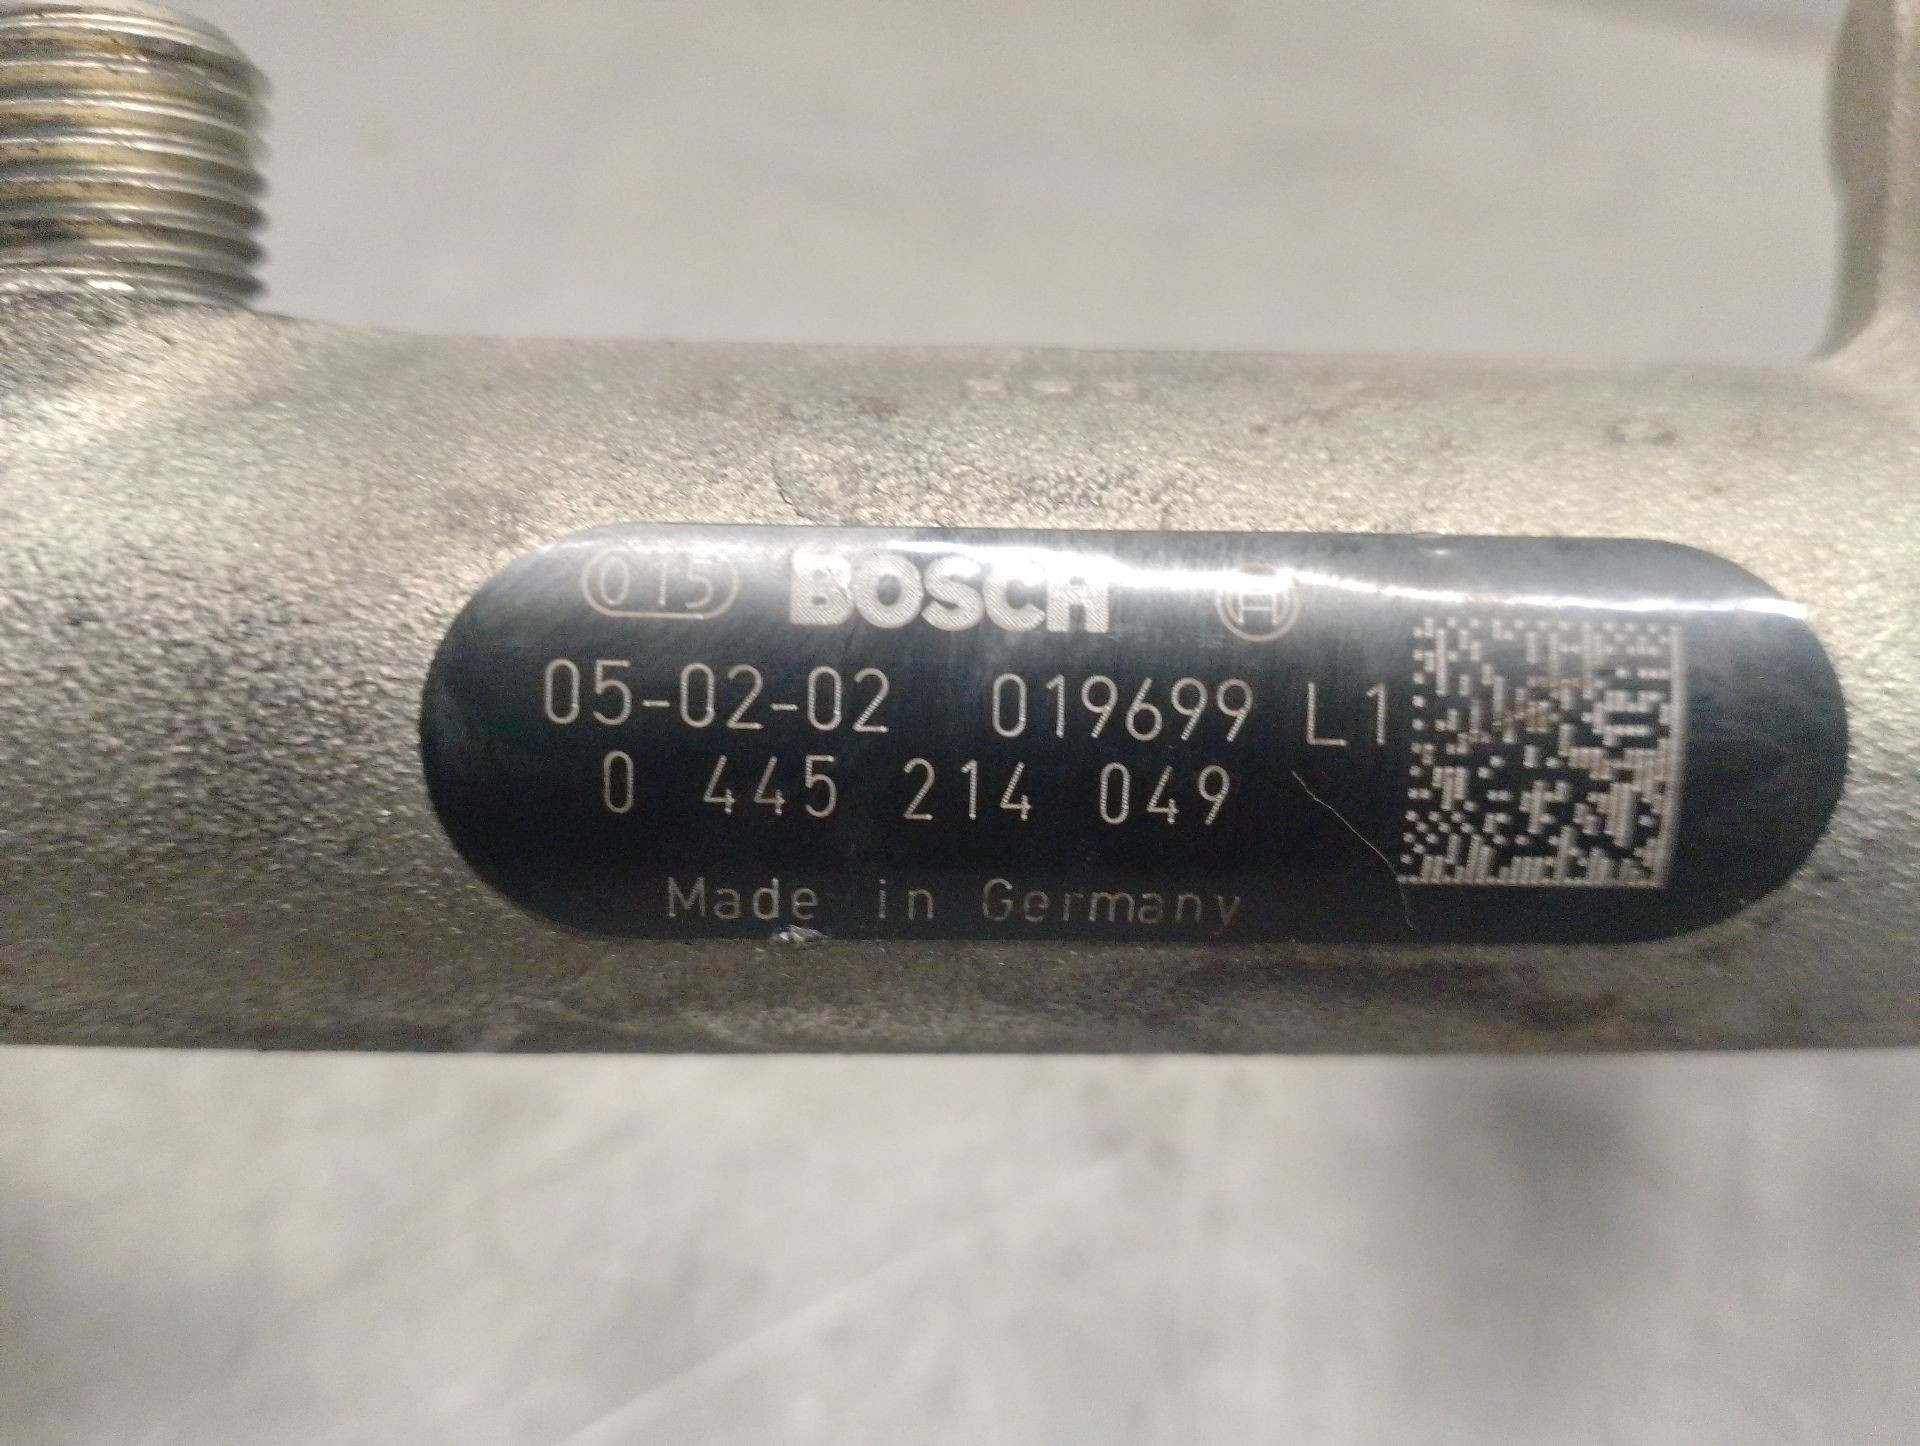 015 BOSCH
05-02-02 019699 L1
0 445 214 049
Made in Germany